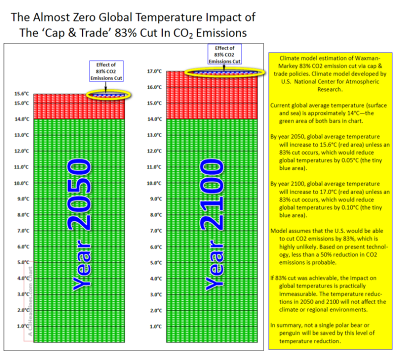 The Almost Zero Global Temperature Impact of
The 'Cap & Trade' 83% Cut In CO2 Emissions
Effect of
83% CO2
Emissions Cut
15.6°C
14.0°C
13.0°C
12.0°C
11.0°C
10.0°C
9.0°C
8.0°C
7.0°C
6.0°C
5.0°C
4.0°C
3.0°C
2.0°C
1.0°C
Year 2050
Effect of
83% CO2
Emissions Cut
17.0°C
16.0°C
15.0°C
14.0°C
13.0°C
12.0°C
11.0°C
10.0°C
9.0°C
8.0°C
7.0°C
6.0°C
5.0°C
4.0°C
3.0°C
2.0°C
1.0°C
Year 2100
Climate model estimation of Waxman-
Markey 83% CO2 emission cut via cap &
trade policies. Climate model developed by
U.S. National Center for Atmospheric
Research.
Current global average temperature (surface
and sea) is approximately 14°C—the
green area of both bars in chart.
By year 2050, global average temperature
will increase to 15.6°C (red area) unless an
83% cut occurs, which would reduce
global temperatures by 0.05°C (the tiny
blue area).
By year 2100, global average temperature
will increase to 17.0°C (red area) unless an
83% cut occurs, which would reduce
global temperatures by 0.10°C (the tiny
blue area).
Model assumes that the U.S. would be able
to cut CO2 emissions by 83%, which is
highly unlikely. Based on present technol-
ogy, less than a 50% reduction in CO2
emissions is probable.
If 83% cut was achievable, the impact on
global temperatures is practically
immeaurable. The temperature reduc-
tions in 2050 and 2100 will not affect the
climate or regional environments.
In summary, not a single polar bear or
penguin will be saved by this level of
temperature reduction.